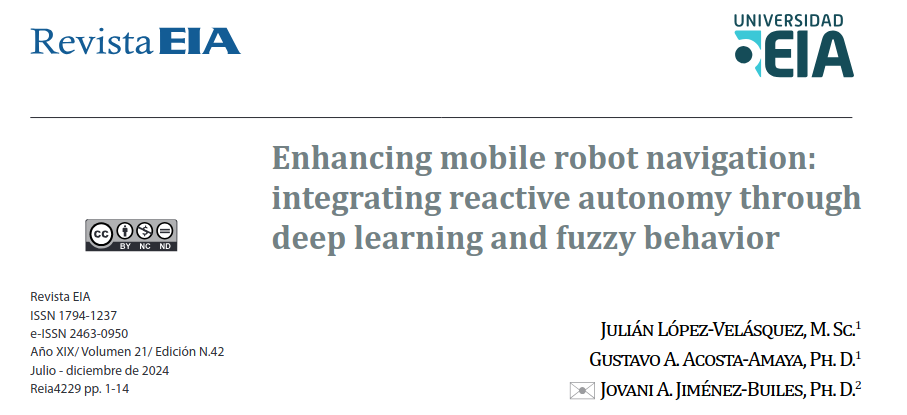 Revista EIA
UNIVERSIDAD
EIA
Enhancing mobile robot navigation:
integrating reactive autonomy through
deep learning and fuzzy behavior
cc
BY NC ND
Revista EIA
ISSN 1794-1237
e-ISSN 2463-0950
Año XIX/ Volumen 21/ Edición N.42
Julio - diciembre de 2024
Reia4229 pp. 1-14
Julián López-Velásquez, M. Sc.1
Gustavo A. Acosta-Amaya, Ph. D.1
Jovani A. Jiménez-Builes, Ph. D.2